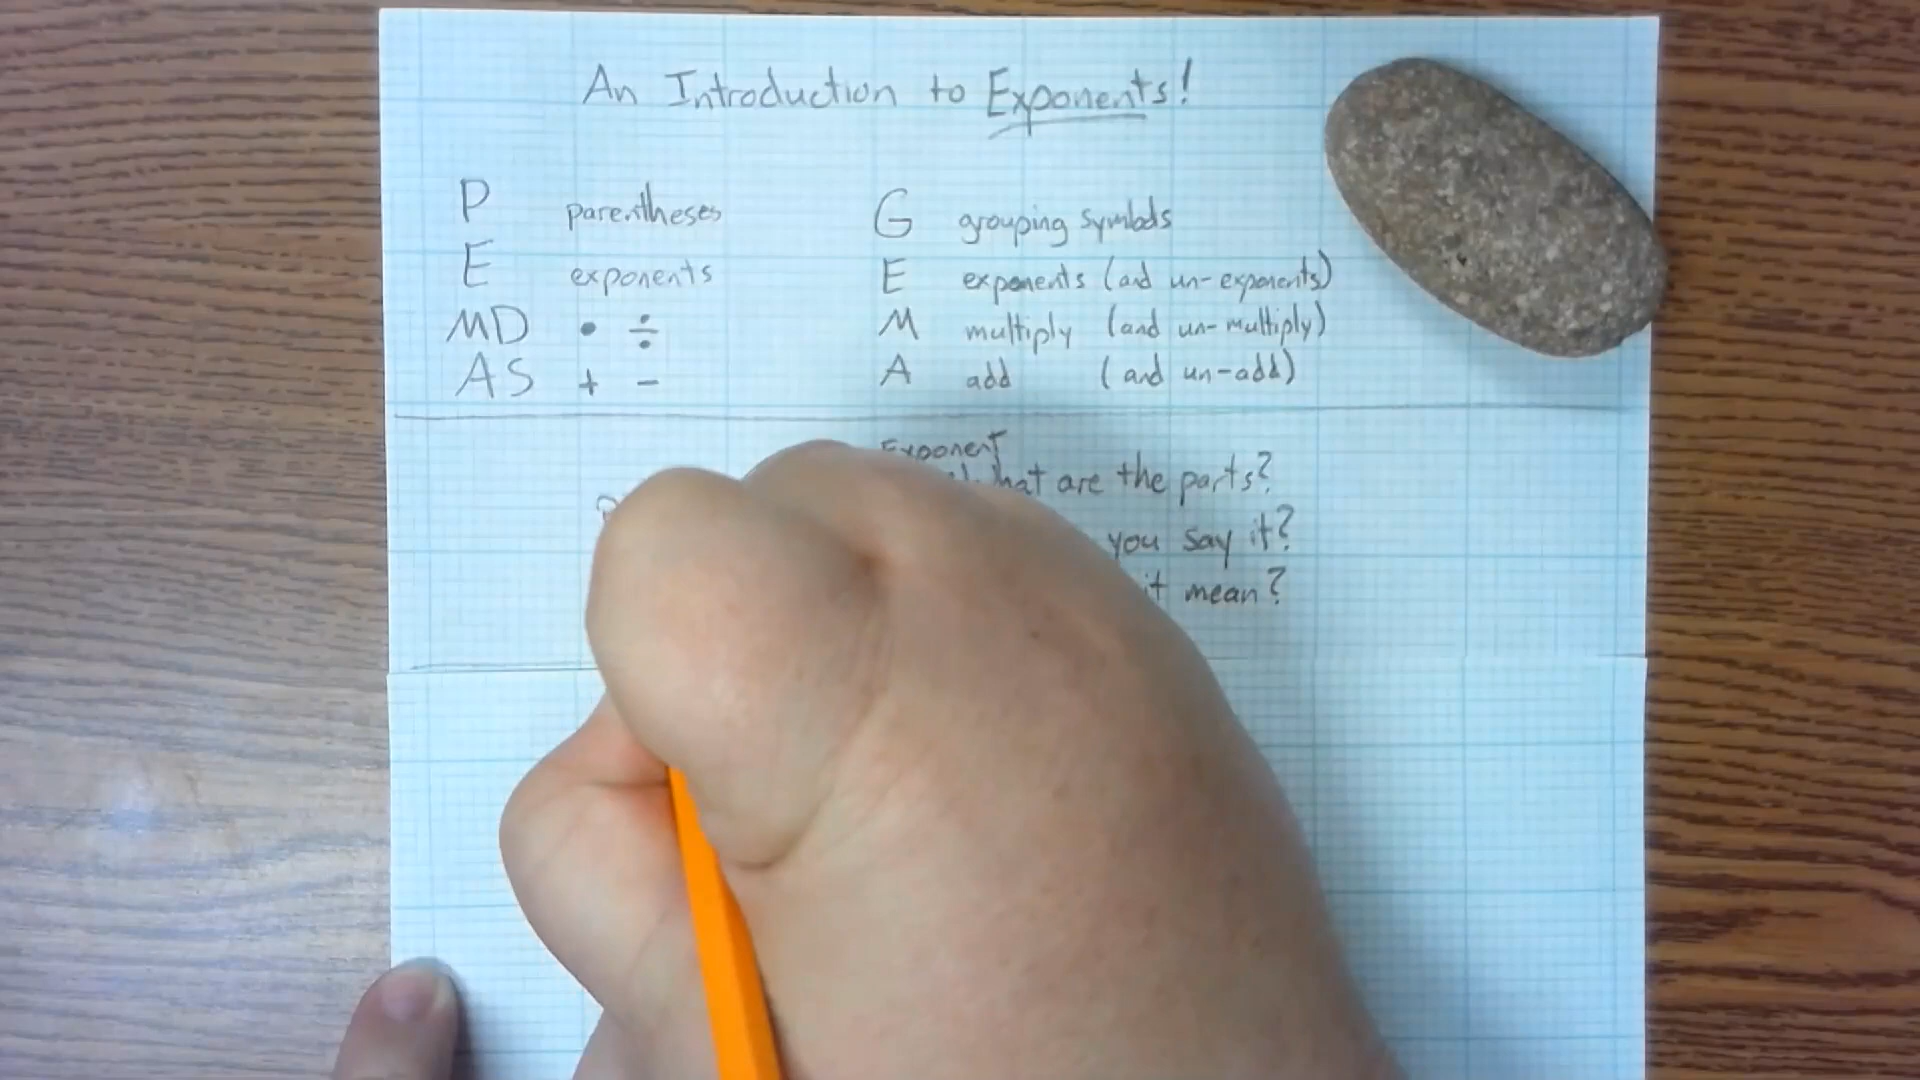 An Introduction to Exponents!
P parentheses
E exponents
MD • ÷
AS + -
G grouping symbols
E exponents (and un-exponents)
M multiply (and un-multiply)
A add (and un-add)
Exponent
are the parts?
you say it?
it mean?